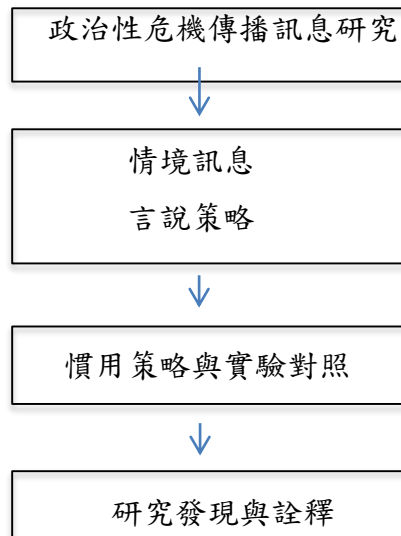 政治性危機傳播訊息研究
情境訊息
言說策略
慣用策略與實驗對照
研究發現與詮釋